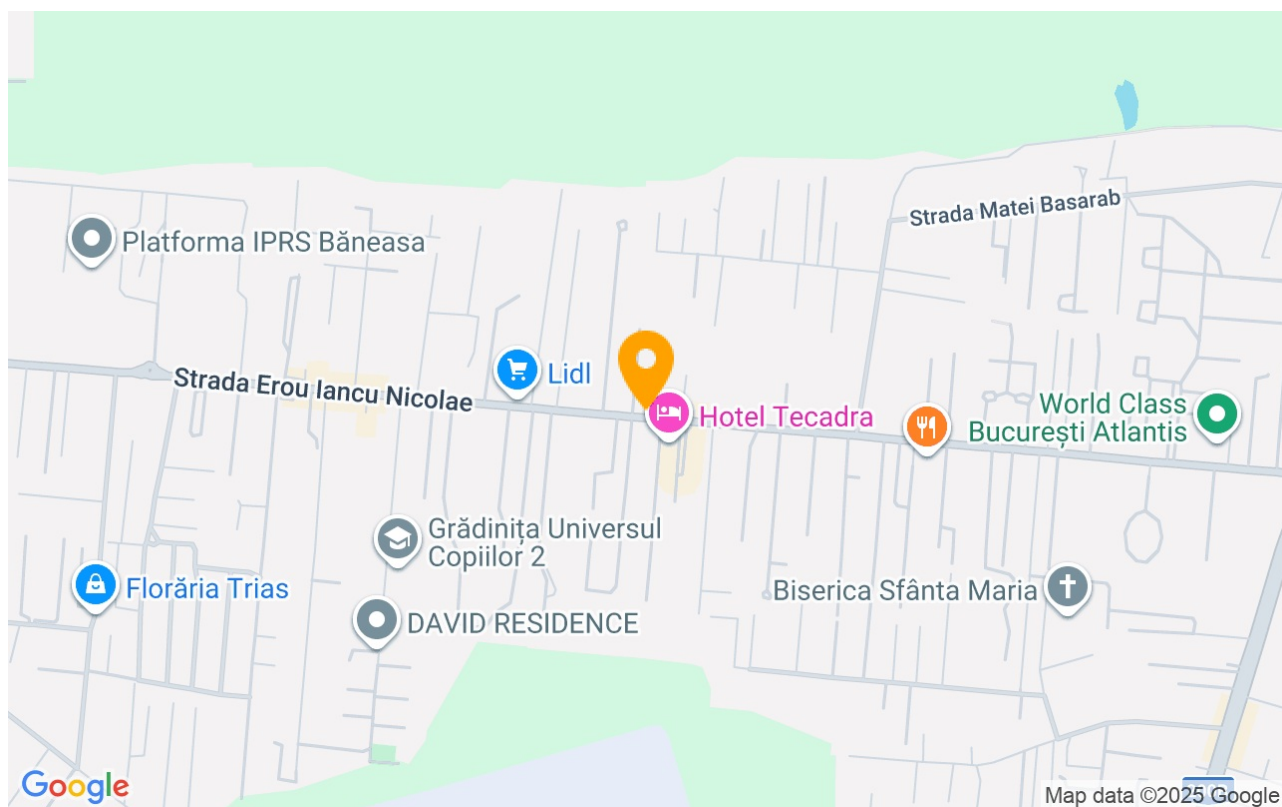 Strada Matei Basarab
Platforma IPRS Băneasa
Strada Erou Iancu Nicolae
Lidl
Hotel Tecadra
World Class
București Atlantis
Grădinița Universul
Copiilor 2
Florăria Trias
Biserica Sfânta Maria
DAVID RESIDENCE
Google
Map data ©2025 Google